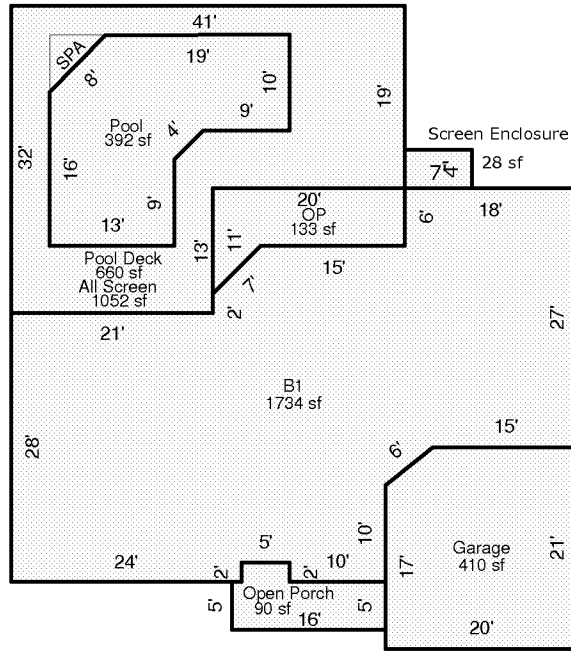 41'
SPA
8'
19'
10'
19'
32'
Pool
392 sf
4'
9'
16'
9'
13'
Screen Enclosure
7'
4'
28 sf
20'
OP
133 sf
6'
18'
13'
11'
15'
7'
Pool Deck
660 sf
All Screen
1052 sf
21'
2'
27'
B1
1734 sf
28'
15'
6'
24'
5'
2'
2'
10'
10'
17'
Garage
410 sf
21'
5'
Open Porch
90 sf
5'
16'
20'